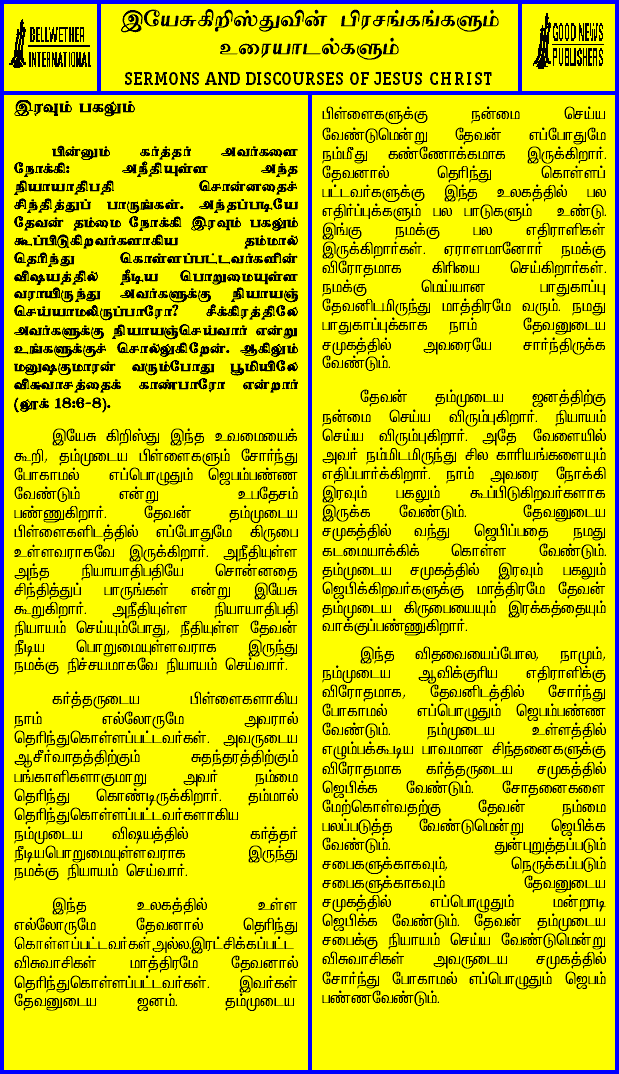 BELLWETHER
INTERNATIONAL
இயேசுகிறிஸ்துவின் பிரசங்கங்களும்
உரையாடல்களும்
SERMONS AND DISCOURSES OF JESUS CHRIST
GOOD NEWS
PUBLISHERS
இரவும் பகலும்
பின்னும் கர்த்தர் அவர்களை
நோக்கி: அநீதியுள்ள அந்த
நியாயாதிபதி சொன்னதைச்
சிந்தித்துப் பாருங்கள். அந்தப்படியே
தேவன் தம்மை நோக்கி இரவும் பகலும்
கூப்பிடுகிறவர்களாகிய தம்மால்
தெரிந்து கொள்ளப்பட்டவர்களின்
விஷயத்தில் நீடிய பொறுமையுள்ள
வராயிருந்து அவர்களுக்கு நியாயஞ்
செய்யாமலிருப்பாரோ? சீக்கிரத்திலே
அவர்களுக்கு நியாயஞ்செய்வார் என்று
உங்களுக்குச் சொல்லுகிறேன். ஆகிலும்
மனுஷகுமாரன் வரும்போது பூமியிலே
விசுவாசத்தைக் காண்பாரோ என்றார்
(லூக் 18:6-8).
இயேசு கிறிஸ்து இந்த உவமையைக்
கூறி, தம்முடைய பிள்ளைகளும் சோர்ந்து
போகாமல் எப்பொழுதும் ஜெபம்பண்ண
வேண்டும் என்று உபதேசம்
பண்ணுகிறார். தேவன் தம்முடைய
பிள்ளைகளிடத்தில் எப்போதுமே கிருபை
உள்ளவராகவே இருக்கிறார். அநீதியுள்ள
அந்த நியாயாதிபதியே சொன்னதை
சிந்தித்துப் பாருங்கள் என்று இயேசு
கூறுகிறார். அநீதியுள்ள நியாயாதிபதி
நியாயம் செய்யும்போது, நீதியுள்ள தேவன்
நீடிய பொறுமையுள்ளவராக இருந்து
நமக்கு நிச்சயமாகவே நியாயம் செய்வார்.
கர்த்தருடைய பிள்ளைகளாகிய
நாம் எல்லோருமே அவரால்
தெரிந்துகொள்ளப்பட்டவர்கள். அவருடைய
ஆசீர்வாதத்திற்கும் சுதந்தரத்திற்கும்
பங்காளிகளாகுமாறு அவர் நம்மை
தெரிந்து கொண்டிருக்கிறார். தம்மால்
தெரிந்துகொள்ளப்பட்டவர்களாகிய
நம்முடைய விஷயத்தில் கர்த்தர்
நீடியபொறுமையுள்ளவராக இருந்து
நமக்கு நியாயம் செய்வார்.
இந்த உலகத்தில் உள்ள
எல்லோருமே தேவனால் தெரிந்து
கொள்ளப்பட்டவர்கள்அல்ல.இரட்சிக்கப்பட்ட
விசுவாசிகள் மாத்திரமே தேவனால்
தெரிந்துகொள்ளப்பட்டவர்கள். இவர்கள்
தேவனுடைய ஜனம். தம்முடைய
பிள்ளைகளுக்கு நன்மை செய்ய
வேண்டுமென்று தேவன் எப்போதுமே
நம்மீது கண்ணோக்கமாக இருக்கிறார்.
தேவனால் தெரிந்து கொள்ளப்
பட்டவர்களுக்கு இந்த உலகத்தில் பல
எதிர்ப்புக்களும் பல பாடுகளும் உண்டு.
இங்கு நமக்கு பல எதிராளிகள்
இருக்கிறார்கள். ஏராளமானோர் நமக்கு
விரோதமாக கிரியை செய்கிறார்கள்.
நமக்கு மெய்யான பாதுகாப்பு
தேவனிடமிருந்து மாத்திரமே வரும். நமது
பாதுகாப்புக்காக நாம் தேவனுடைய
சமுகத்தில் அவரையே சார்ந்திருக்க
வேண்டும்.
தேவன் தம்முடைய ஜனத்திற்கு
நன்மை செய்ய விரும்புகிறார். நியாயம்
செய்ய விரும்புகிறார். அதே வேளையில்
அவர் நம்மிடமிருந்து சில காரியங்களையும்
எதிப்பார்க்கிறார். நாம் அவரை நோக்கி
இரவும் பகலும் கூப்பிடுகிறவர்களாக
இருக்க வேண்டும். தேவனுடைய
சமுகத்தில் வந்து ஜெபிப்பதை நமது
கடமையாக்கிக் கொள்ள வேண்டும்.
தம்முடைய சமுகத்தில் இரவும் பகலும்
ஜெபிக்கிறவர்களுக்கு மாத்திரமே தேவன்
தம்முடைய கிருபையையும் இரக்கத்தையும்
வாக்குப்பண்ணுகிறார்.
இந்த விதவையைப்போல, நாமும்,
நம்முடைய ஆவிக்குரிய எதிராளிக்கு
விரோதமாக, தேவனிடத்தில் சோர்ந்து
போகாமல் எப்பொழுதும் ஜெபம்பண்ண
வேண்டும். நம்முடைய உள்ளத்தில்
எழும்பக்கூடிய பாவமான சிந்தனைகளுக்கு
விரோதமாக கர்த்தருடைய சமுகத்தில்
ஜெபிக்க வேண்டும். சோதனைகளை
மேற்கொள்வதற்கு தேவன் நம்மை
பலப்படுத்த வேண்டுமென்று ஜெபிக்க
வேண்டும். துன்புறுத்தப்படும்
சபைகளுக்காகவும், நெருக்கப்படும்
சபைகளுக்காகவும் தேவனுடைய
சமுகத்தில் எப்பொழுதும் மன்றாடி
ஜெபிக்க வேண்டும். தேவன் தம்முடைய
சபைக்கு நியாயம் செய்ய வேண்டுமென்று
விசுவாசிகள் அவருடைய சமுகத்தில்
சோர்ந்து போகாமல் எப்பொழுதும் ஜெபம்
பண்ணவேண்டும்.